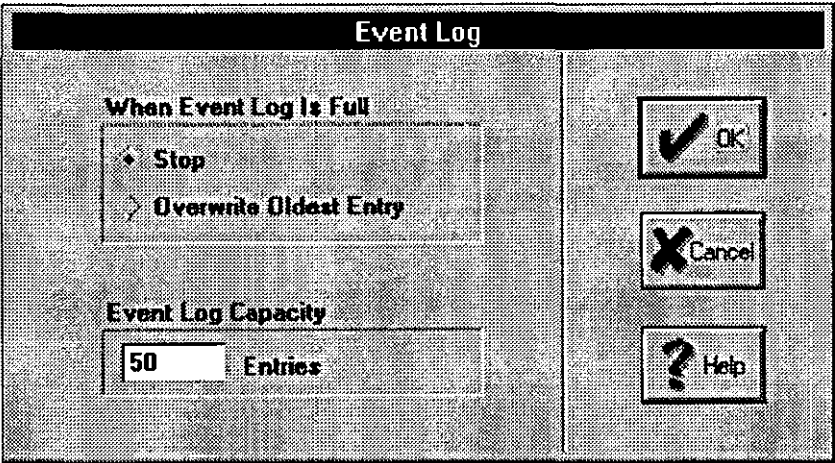 Event Log
When Event Log Is Full
Stop
Overwrite Oldest Entry
Event Log Capacity
50 Entries
OK
Cancel
Help